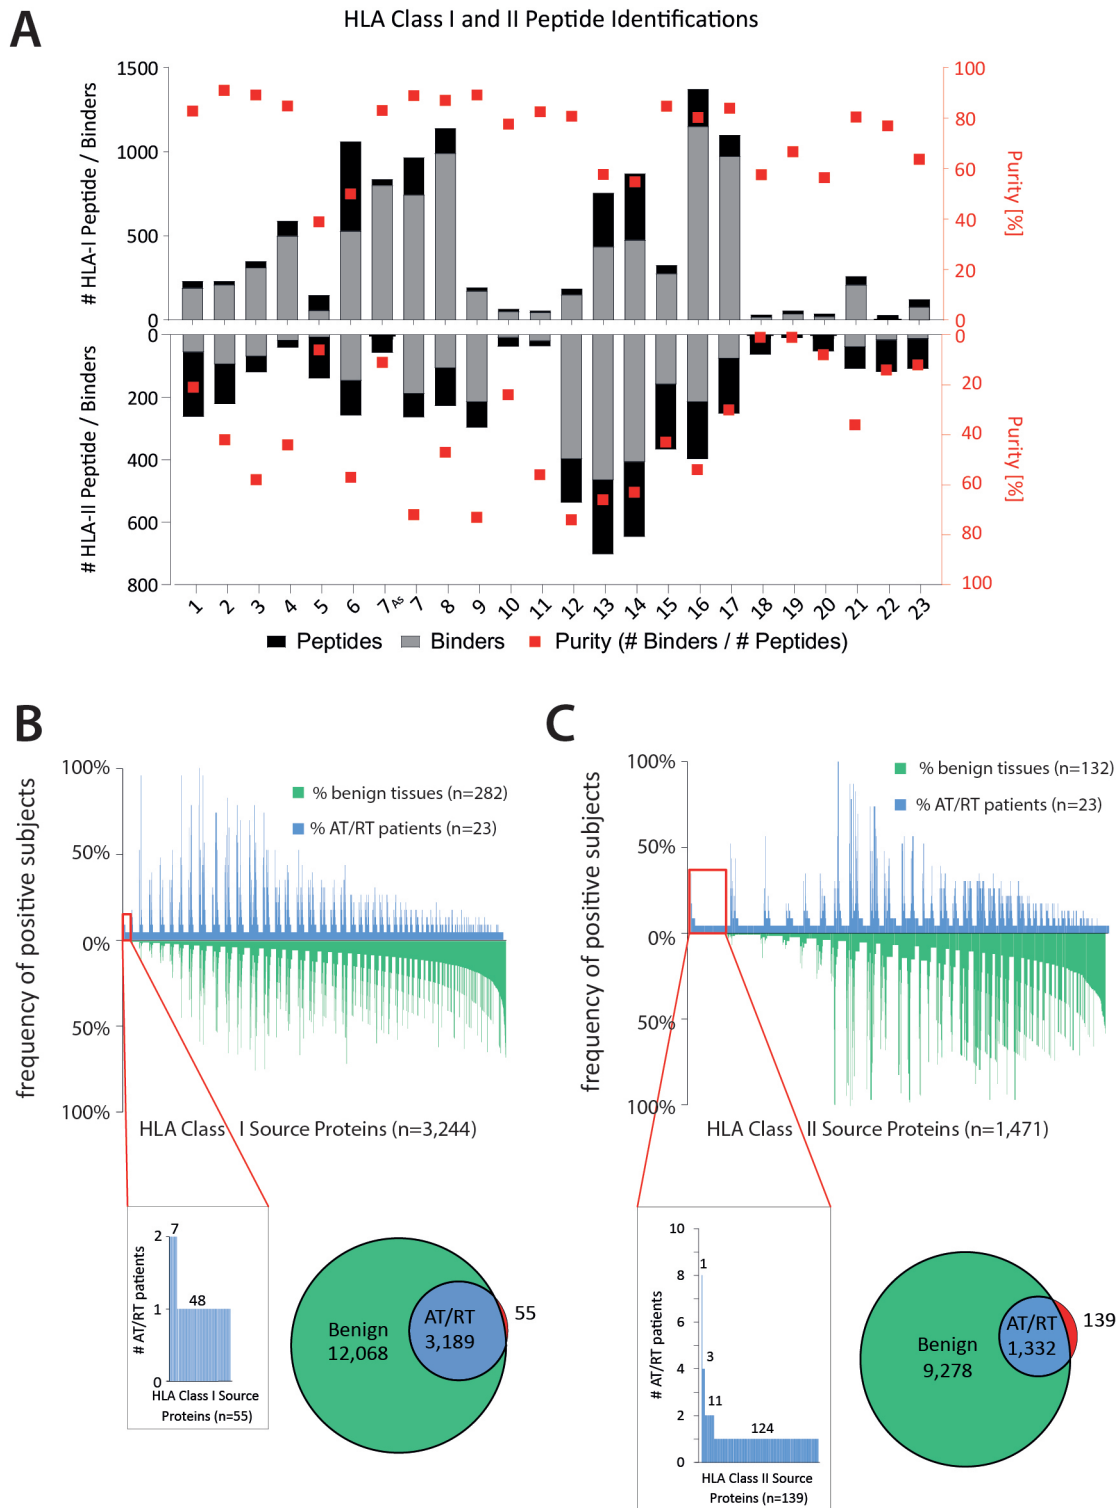 A
HLA Class I and II Peptide Identifications
# HLA-I Peptide / Binders
1500
1000
500
0
100
80
60
40
20
0
Purity [%]
# HLA-II Peptide / Binders
0
200
400
600
800
0
20
40
60
80
100
Purity [%]
1 2 3 4 5 6 7AS 7 8 9 10 11 12 13 14 15 16 17 18 19 20 21 22 23
Peptides Binders Purity (# Binders / # Peptides)
B
frequency of positive subjects
100%
50%
0%
50%
100%
% benign tissues (n=282)
% AT/RT patients (n=23)
HLA Class I Source Proteins (n=3,244)
# AT/RT patients
2
1
0
7
48
HLA Class I Source
Proteins (n=55)
Benign
12,068
AT/RT
3,189
55
C
frequency of positive subjects
100%
50%
0%
50%
100%
% benign tissues (n=132)
% AT/RT patients (n=23)
HLA Class II Source Proteins (n=1,471)
# AT/RT patients
10
8
6
4
2
0
1
3
11
124
HLA Class II Source
Proteins (n=139)
Benign
9,278
AT/RT
1,332
139